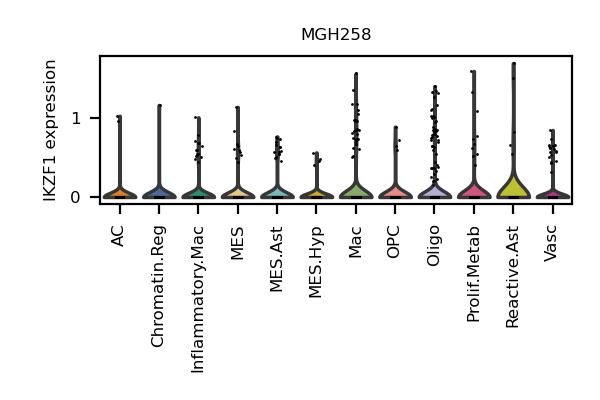 MGH258
IKZF1 expression
1
0
AC
Chromatin.Reg
Inflammatory.Mac
MES
MES.Ast
MES.Hyp
Mac
OPC
Oligo
Prolif.Metab
Reactive.Ast
Vasc